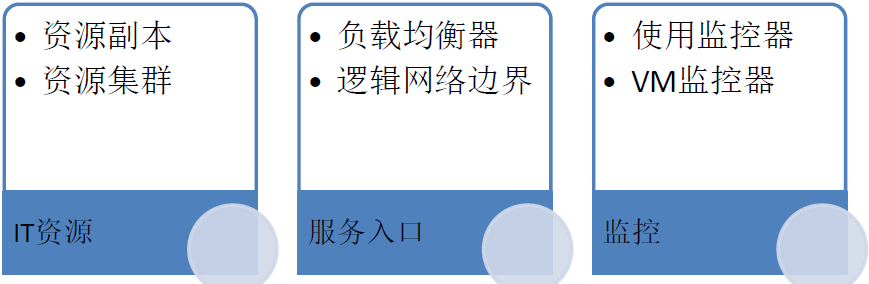 • 资源副本
• 资源集群
IT资源
• 负载均衡器
• 逻辑网络边界
服务入口
• 使用监控器
• VM监控器
监控